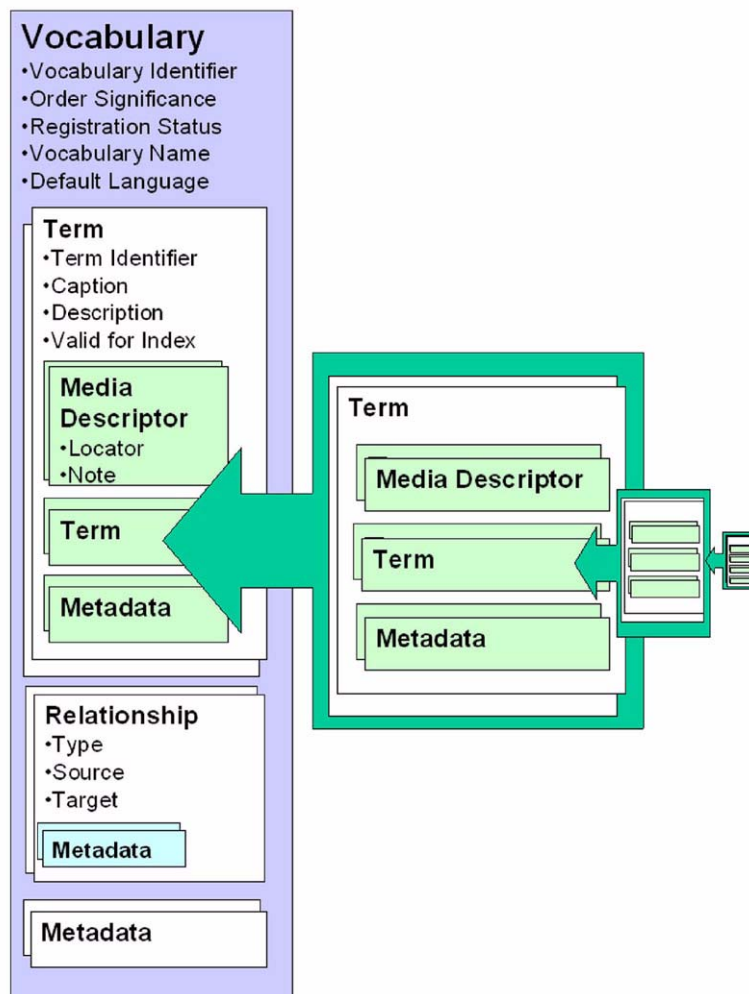 Vocabulary
•Vocabulary Identifier
•Order Significance
•Registration Status
•Vocabulary Name
•Default Language
Term
•Term Identifier
•Caption
•Description
•Valid for Index
Media
Descriptor
•Locator
•Note
Term
Metadata
Relationship
•Type
•Source
•Target
Metadata
Metadata
Term
Media Descriptor
Term
Metadata